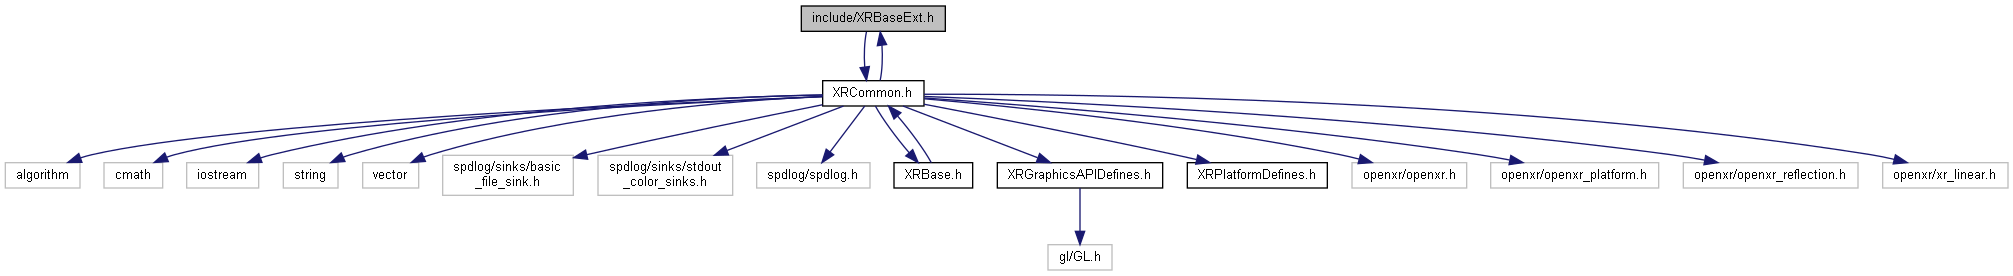 include/XRBaseExt.h
XRCommon.h
algorithm
cmath
iostream
string
vector
spdlog/sinks/basic
_file_sink.h
spdlog/sinks/stdout
_color_sinks.h
spdlog/spdlog.h
XRBase.h
XRGraphicsAPIDefines.h
XRPlatformDefines.h
openxr/openxr.h
openxr/openxr_platform.h
openxr/openxr_reflection.h
openxr/xr_linear.h
gl/GL.h